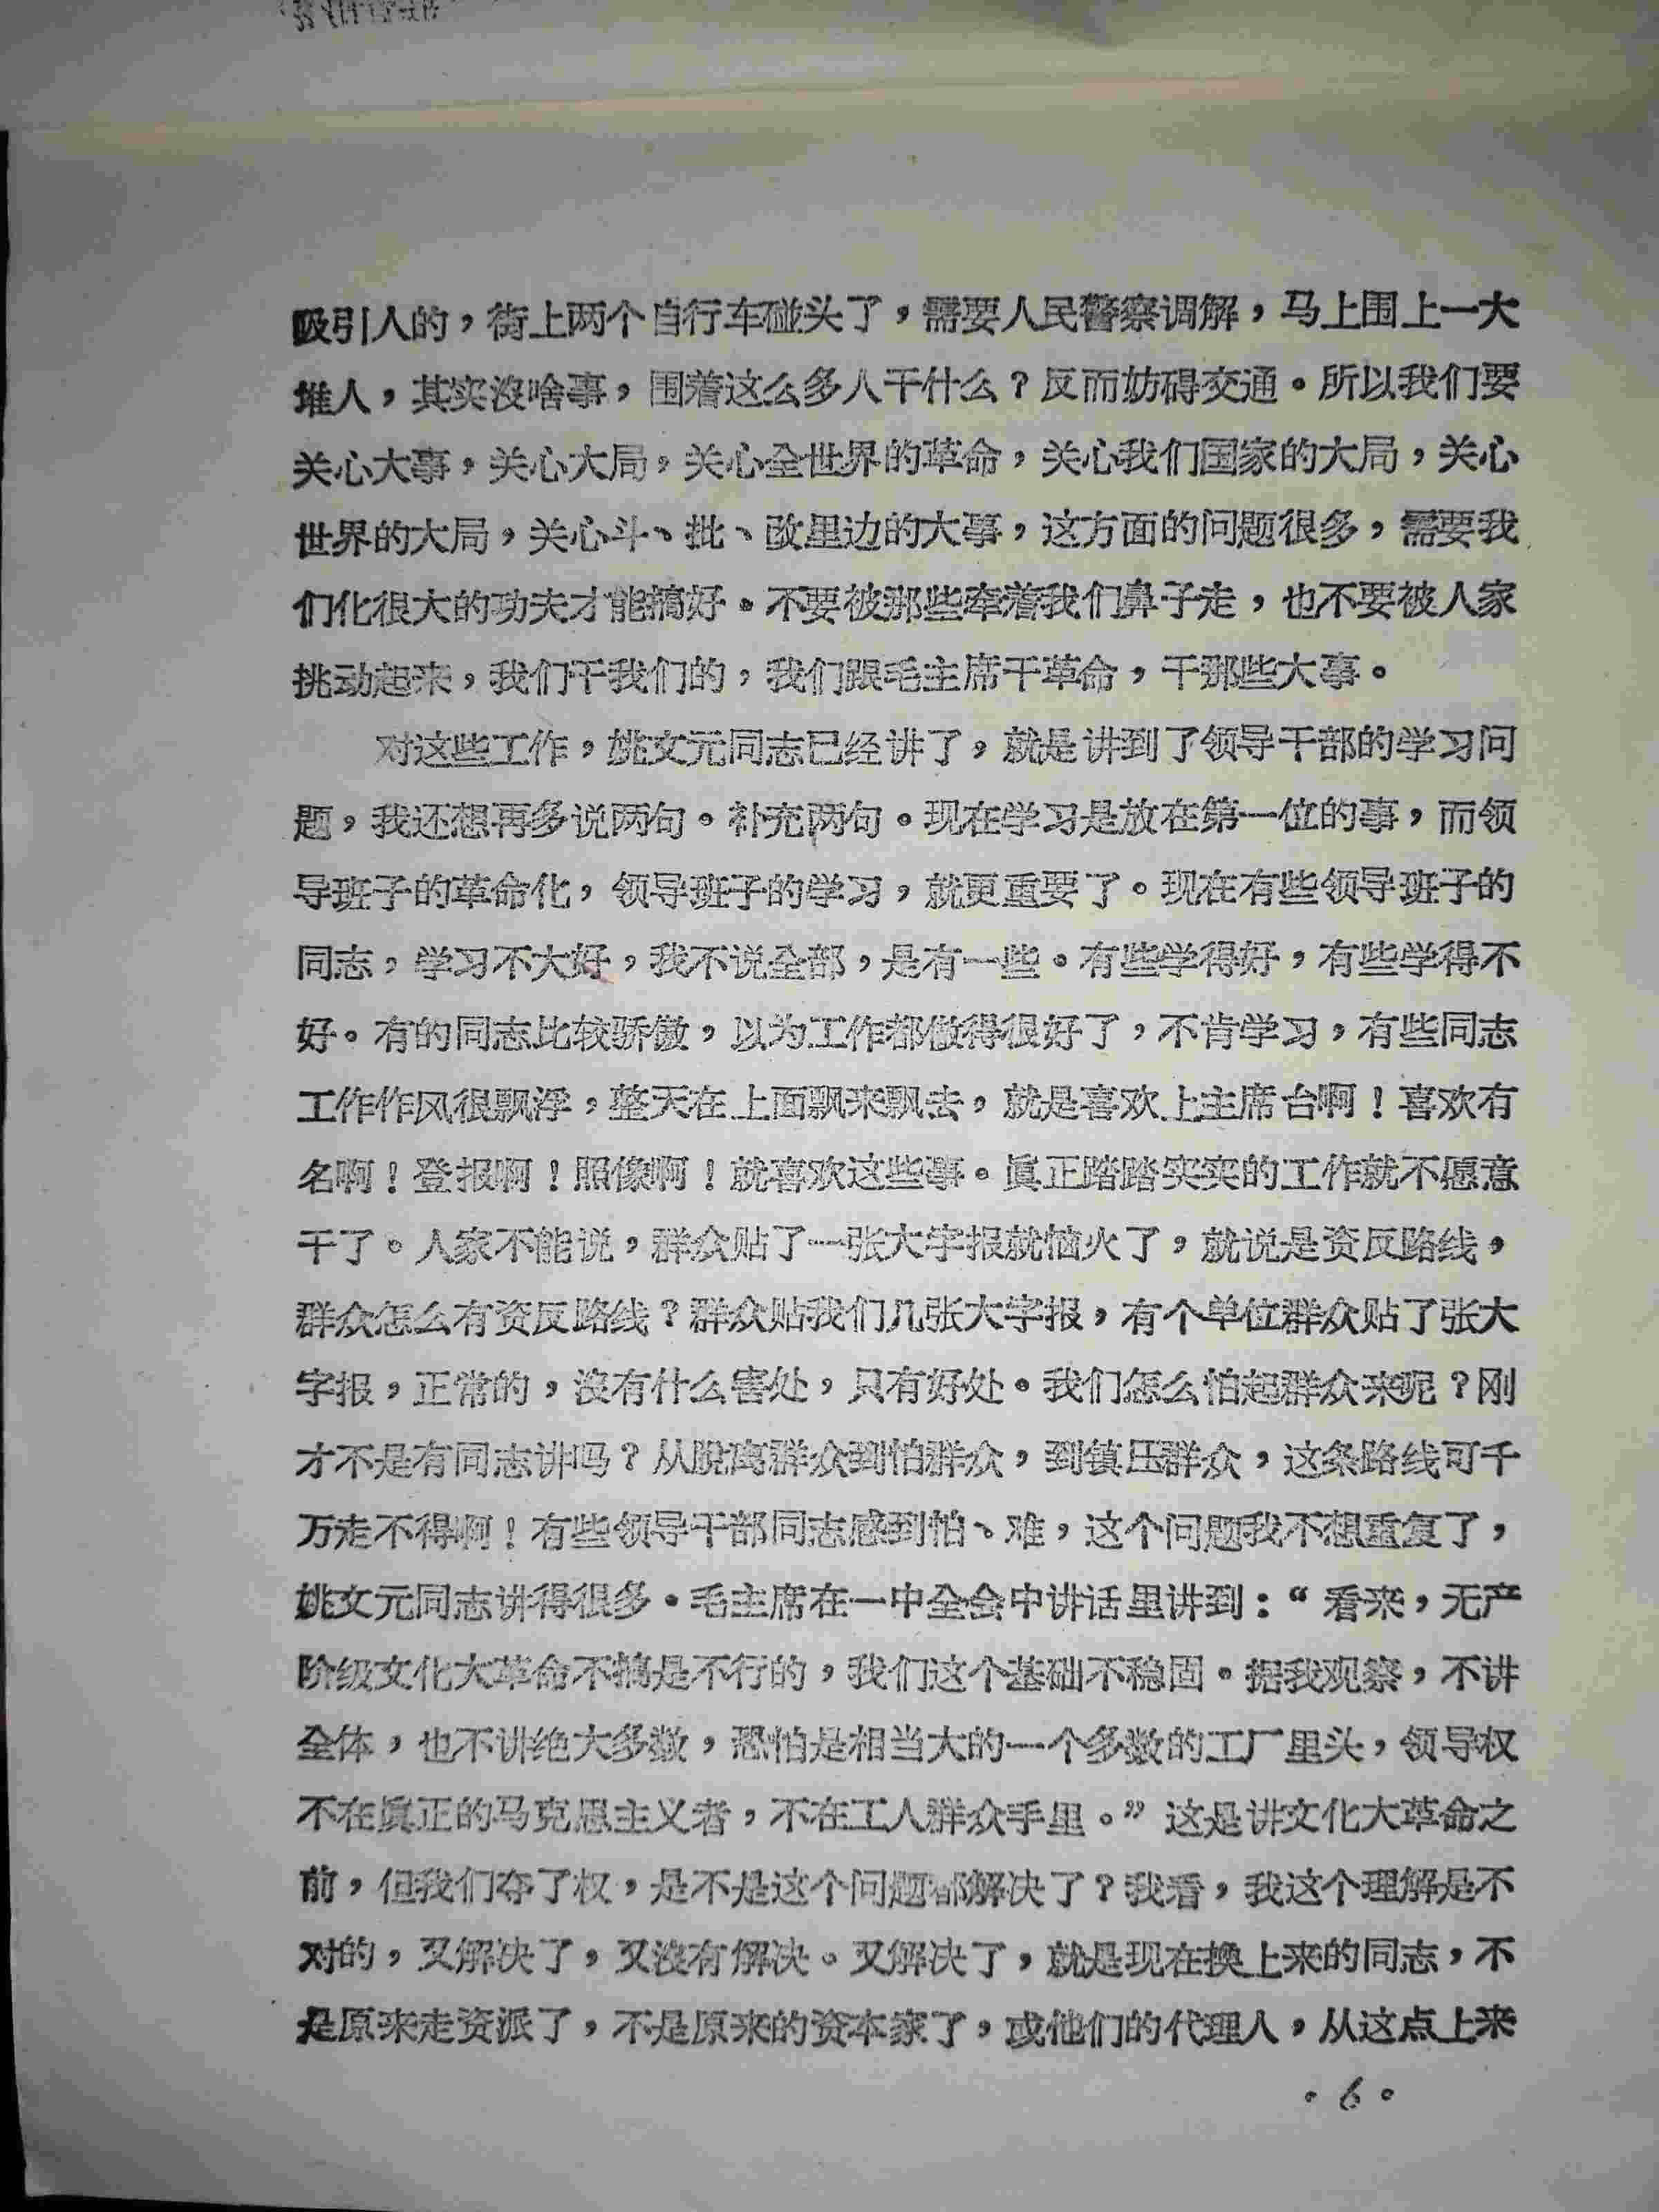 吸引人的，街上两个自行车碰头了，需要人民警察调解，马上围上一大
堆人，其实没啥事，围着这么多人干什么？反而妨碍交通。所以我们要
关心大事，关心大局，关心全世界的革命，关心我们国家的大局，关心
世界的大局，关心斗、批、改里边的大事，这方面的问题很多，需要我
们化很大的功夫才能搞好。不要被那些牵着我们鼻子走，也不要被人家
挑动起来，我们干我们的，我们跟毛主席干革命，干那些大事。
对这些工作，姚文元同志已经讲了，就是讲到了领导干部的学习问
题，我还想再多说两句。补充两句。现在学习是放在第一位的事，而领
导班子的革命化，领导班子的学习，就更重要了。现在有些领导班子的
同志，学习不大好，我不说全部，是有一些。有些学得好，有些学得不
好。有的同志比较骄傲，以为工作都做得很好了，不肯学习，有些同志
工作作风很飘浮，整天在上面飘来飘去，就是喜欢上主席台啊！喜欢有
名啊！登报啊！照像啊！就喜欢这些事。眞正踏踏实实的工作就不愿意
干了。人家不能说，群众贴了一张大字报就恼火了，就说是资反路线，
群众怎么有资反路线？群众贴我们几张大字报，有个单位群众贴了张大
字报，正常的，没有什么害处，只有好处。我们怎么怕起群众来呢？刚
才不是有同志讲吗？从脱离群众到怕群众，到镇压群众，这条路线可千
万走不得啊！有些领导干部同志感到怕、难，这个问题我不想重复了，
姚文元同志讲得很多。毛主席在一中全会中讲话里讲到：“看来，无产
阶级文化大革命不搞是不行的，我们这个基础不稳固。据我观察，不讲
全体，也不讲绝大多数，恐怕是相当大的一个多数的工厂里头，领导权
不在眞正的马克思主义者，不在工人群众手里。”这是讲文化大革命之
前，但我们夺了权，是不是这个问题都解决了？我看，我这个理解是不
对的，又解决了，又没有解决。又解决了，就是现在换上来的同志，不
是原来走资派了，不是原来的资本家了，或他们的代理人，从这点上来
。6。